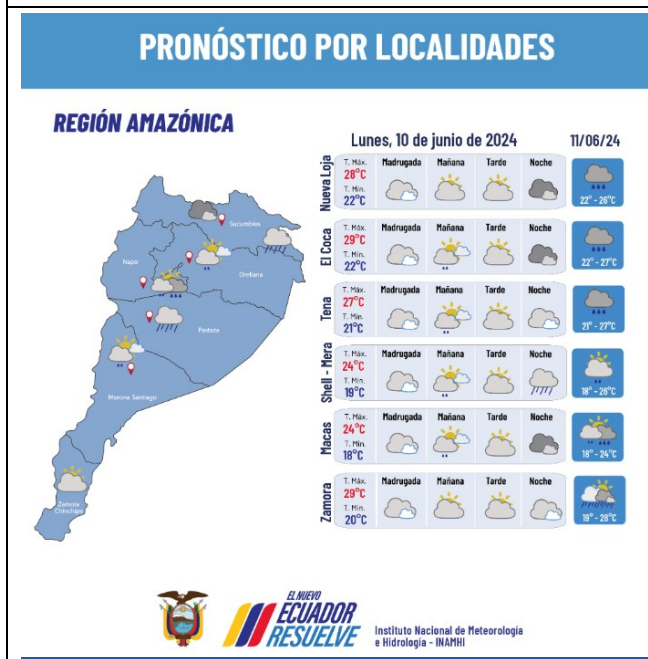 PRONÓSTICO POR LOCALIDADES
REGIÓN AMAZÓNICA
Lunes, 10 de junio de 2024
11/06/24
Sucumbíos
Orellana
Napo
Pastaza
Morona Santiago
Zamora
Chinchipe
Nueva Loja
T. Máx.
28°C
T. Mín.
22°C
Madrugada
Mañana
Tarde
Noche
22° - 26°C
El Coca
T. Máx.
29°C
T. Mín.
22°C
Madrugada
Mañana
Tarde
Noche
22° - 27°C
Tena
T. Máx.
27°C
T. Mín.
21°C
Madrugada
Mañana
Tarde
Noche
21° - 27°C
Shell - Mera
T. Máx.
24°C
T. Mín.
19°C
Madrugada
Mañana
Tarde
Noche
18° - 26°C
Macas
T. Máx.
24°C
T. Mín.
18°C
Madrugada
Mañana
Tarde
Noche
18° - 24°C
Zamora
T. Máx.
29°C
T. Mín.
20°C
Madrugada
Mañana
Tarde
Noche
19° - 28°C
EL NUEVO
ECUADOR
RESUELVE
Instituto Nacional de Meteorología
e Hidrología - INAMHI